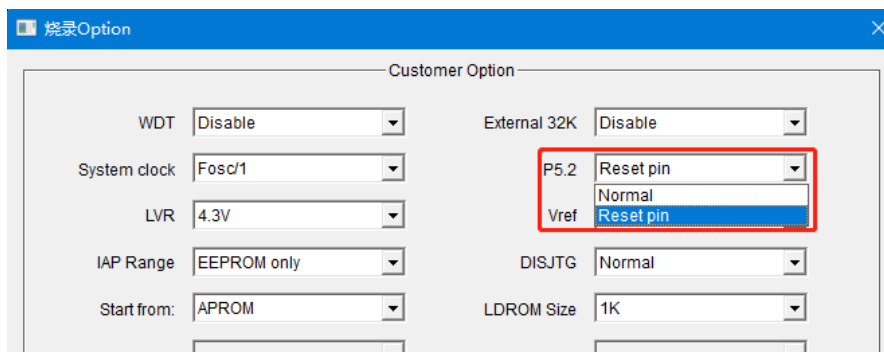 烧录Option
Customer Option
WDT Disable External 32K Disable
System clock Fosc/1 P5.2 Reset pin
Normal
LVR 4.3V Vref Reset pin
IAP Range EEPROM only DISJTG Normal
Start from: APROM LDROM Size 1K